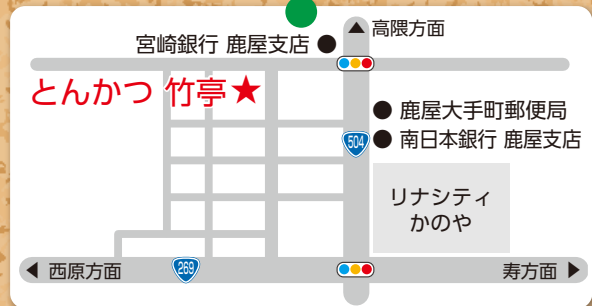 ▲ 高隈方面
宮崎銀行 鹿屋支店 ●
とんかつ 竹亭★
● 鹿屋大手町郵便局
504
● 南日本銀行 鹿屋支店
リナシティ
かのや
◀ 西原方面
269
寿方面 ▶